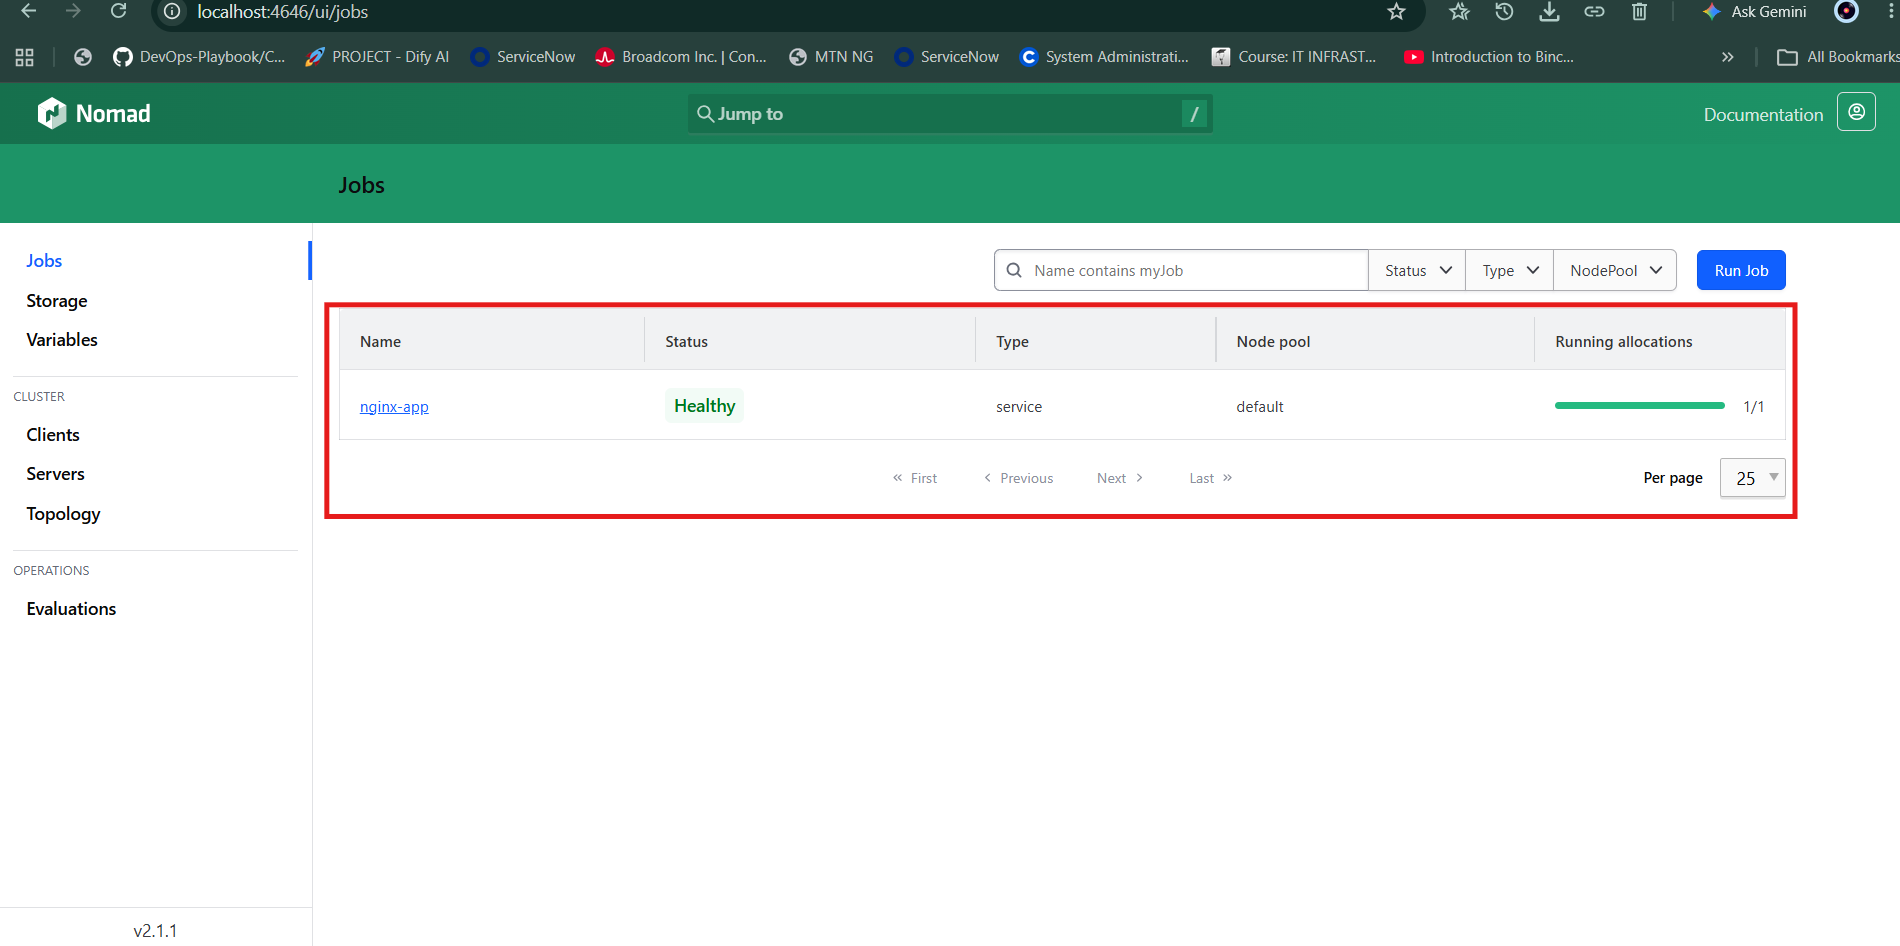 localhost:4646/ui/jobs
Ask Gemini
DevOps-Playbook/C...
PROJECT - Dify AI
ServiceNow
Broadcom Inc. | Con...
MTN NG
ServiceNow
System Administrati...
Course: IT INFRAST...
Introduction to Binc...
All Bookmarks
Nomad
Jump to
/
Documentation
Jobs
Jobs
Storage
Variables
CLUSTER
Clients
Servers
Topology
OPERATIONS
Evaluations
v2.1.1
Name contains myJob
Status
Type
NodePool
Run Job
Name Status Type Node pool Running allocations
nginx-app Healthy service default 1/1
« First ‹ Previous Next › Last »
Per page 25